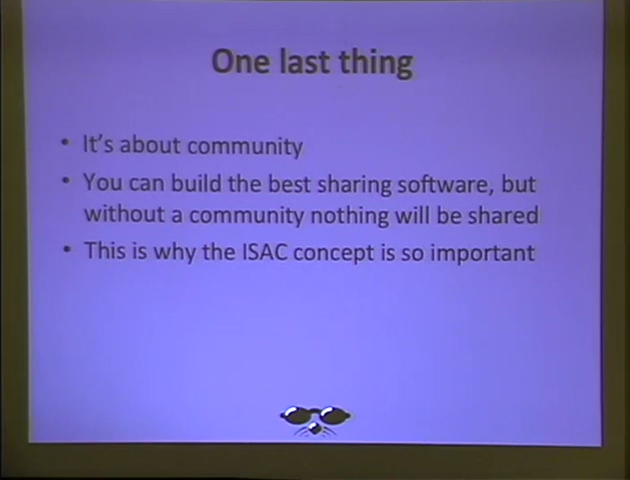 One last thing
• It's about community
• You can build the best sharing software, but
without a community nothing will be shared
• This is why the ISAC concept is so important